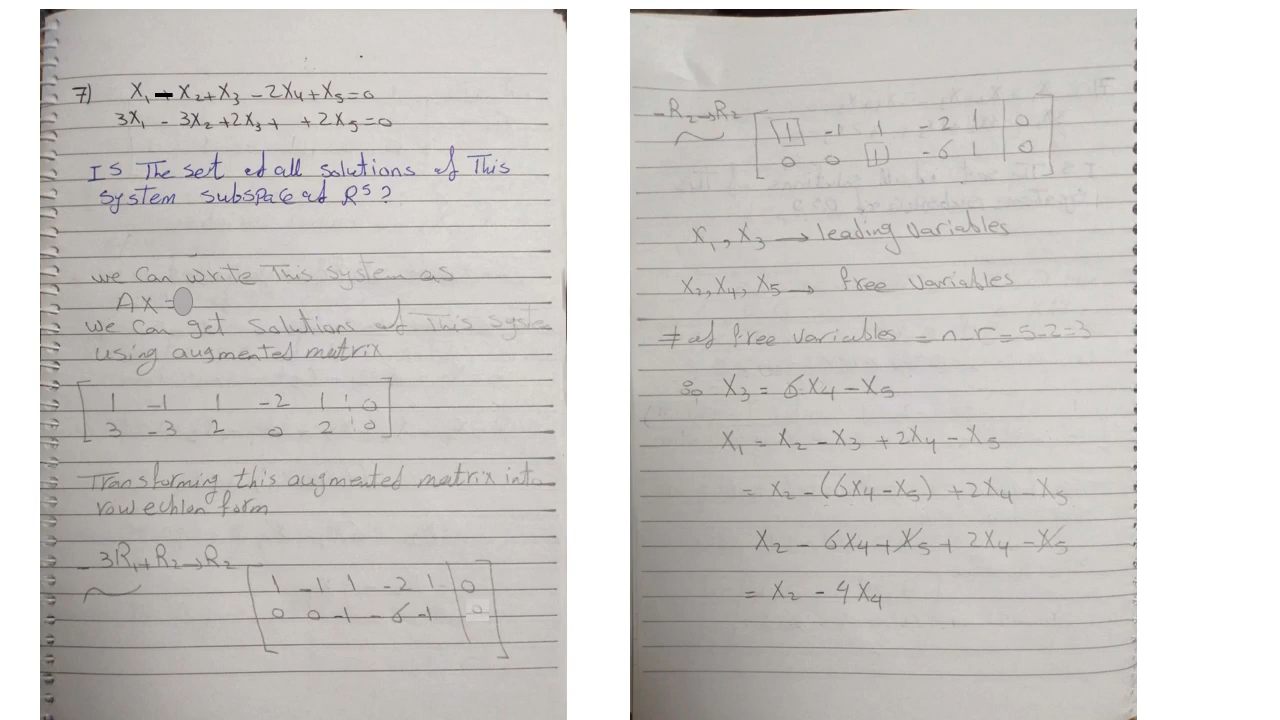 7) X₁ - X₂ + X₃ - 2X₄ + X₅ = 0
3X₁ - 3X₂ + 2X₃ + + 2X₅ = 0
Is The sert of all solutions of This
system subspace of R⁵?
we can write This system as
AX = 0
we can get solutions of This syste
using augmented matrix
1 -1 1 -2 1 | 0
3 -3 2 0 2 | 0
Transforming this augmented matrix int
row echlon form
-3R₁+R₂→R₂
1 -1 1 -2 1 | 0
0 0 -1 -6 -1 | 0
-R₂→R₂
1 -1 1 -2 1 | 0
0 0 1 -6 1 | 0
X₁, X₃ → leading variables
X₂, X₄, X₅ → free variables
# of free variables = n-r = 5-2=3
So X₃ = 6X₄ - X₅
X₁ = X₂ - X₃ + 2X₄ - X₅
= X₂ - (6X₄ - X₅) + 2X₄ - X₅
X₂ - 6X₄ + X₅ + 2X₄ - X₅
= X₂ - 4X₄